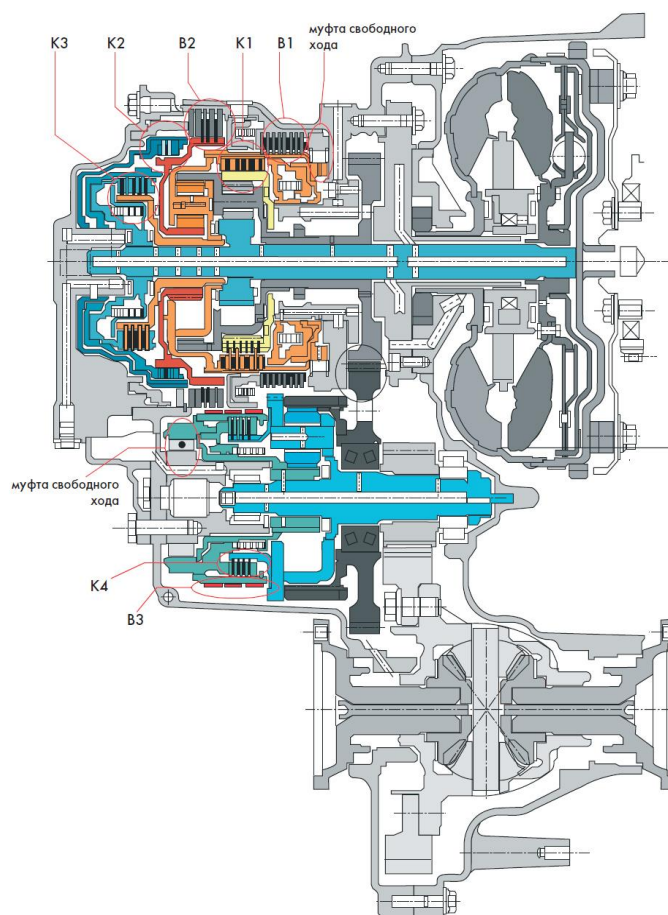 K3
K2
B2
K1
B1
муфта свободного
хода
муфта свободного
хода
K4
B3